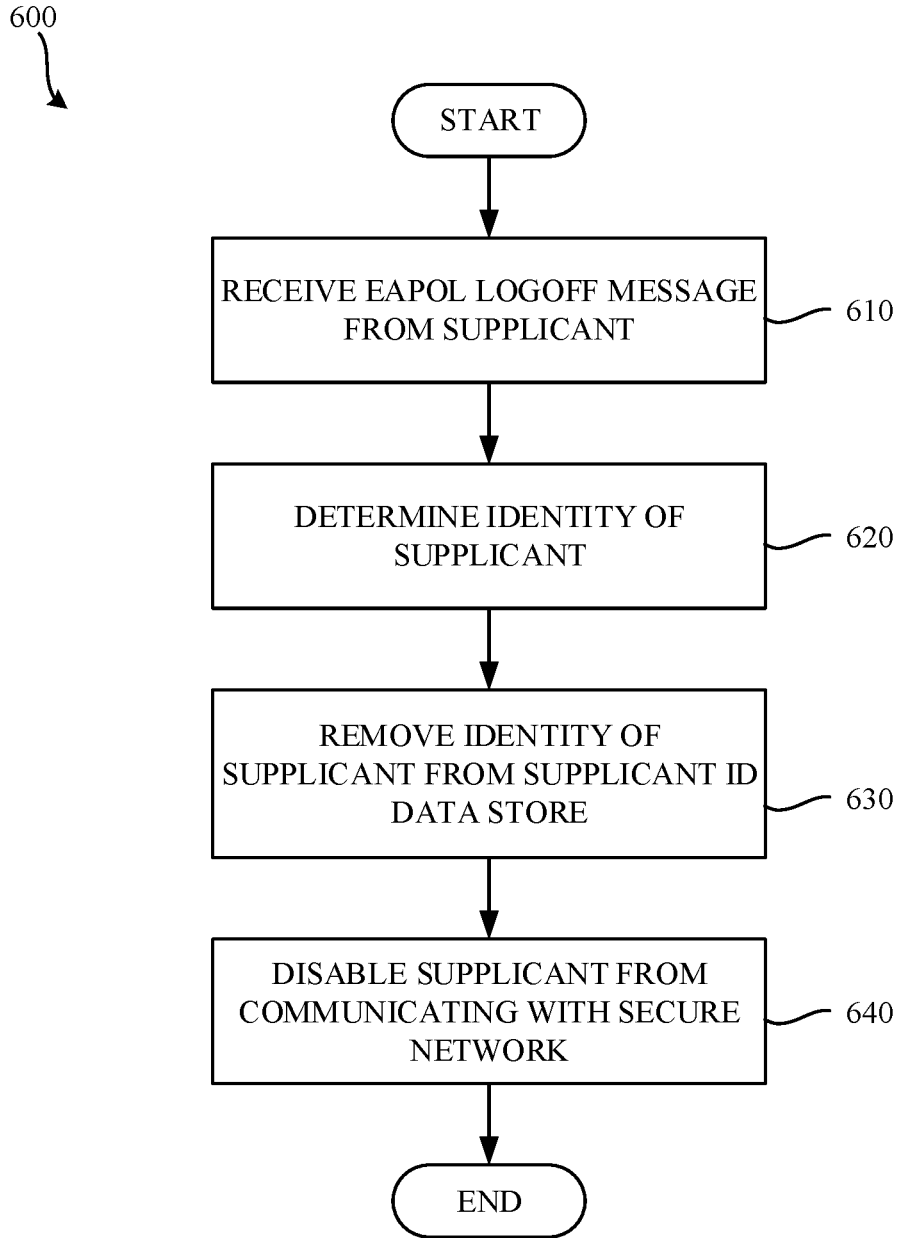 600
START
RECEIVE EAPOL LOGOFF MESSAGE
FROM SUPPLICANT
610
DETERMINE IDENTITY OF
SUPPLICANT
620
REMOVE IDENTITY OF
SUPPLICANT FROM SUPPLICANT ID
DATA STORE
630
DISABLE SUPPLICANT FROM
COMMUNICATING WITH SECURE
NETWORK
640
END